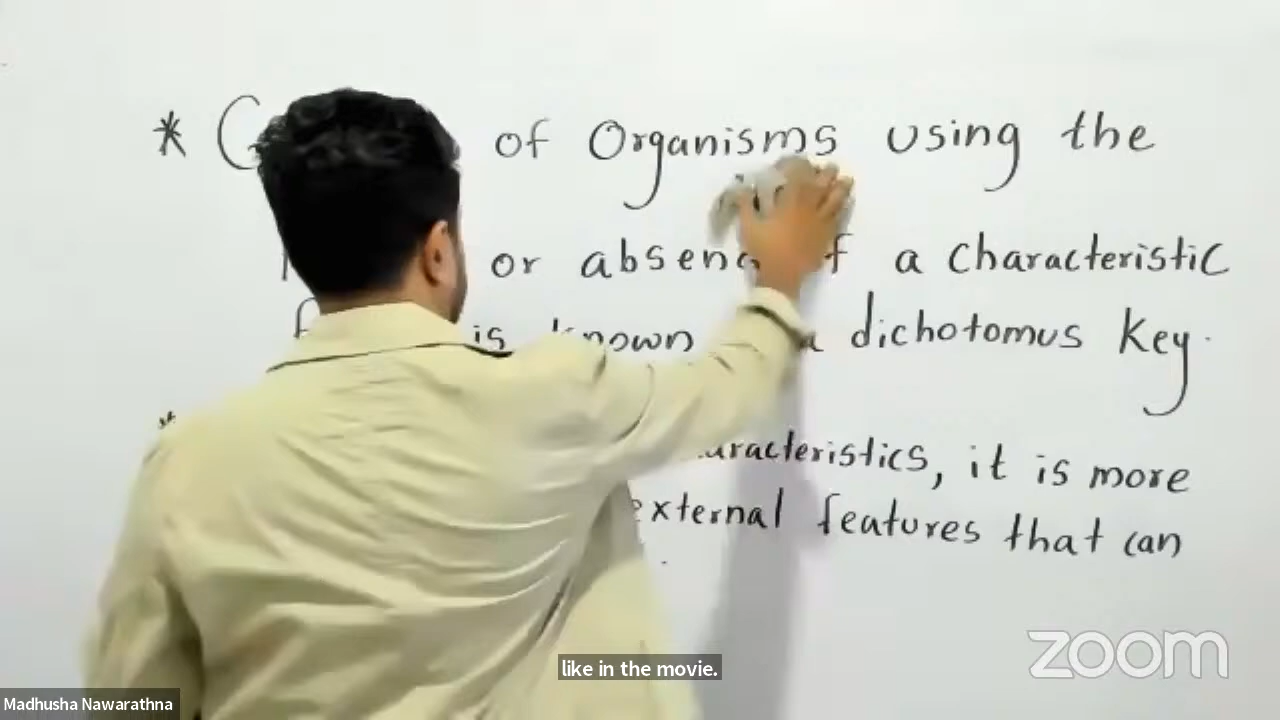 * of Organisms using the
or absenc f a characteristic
is known a dichotomus key.
*
aracteristics, it is more
external features that can
zoom
like in the movie.
Madhusha Nawarathna